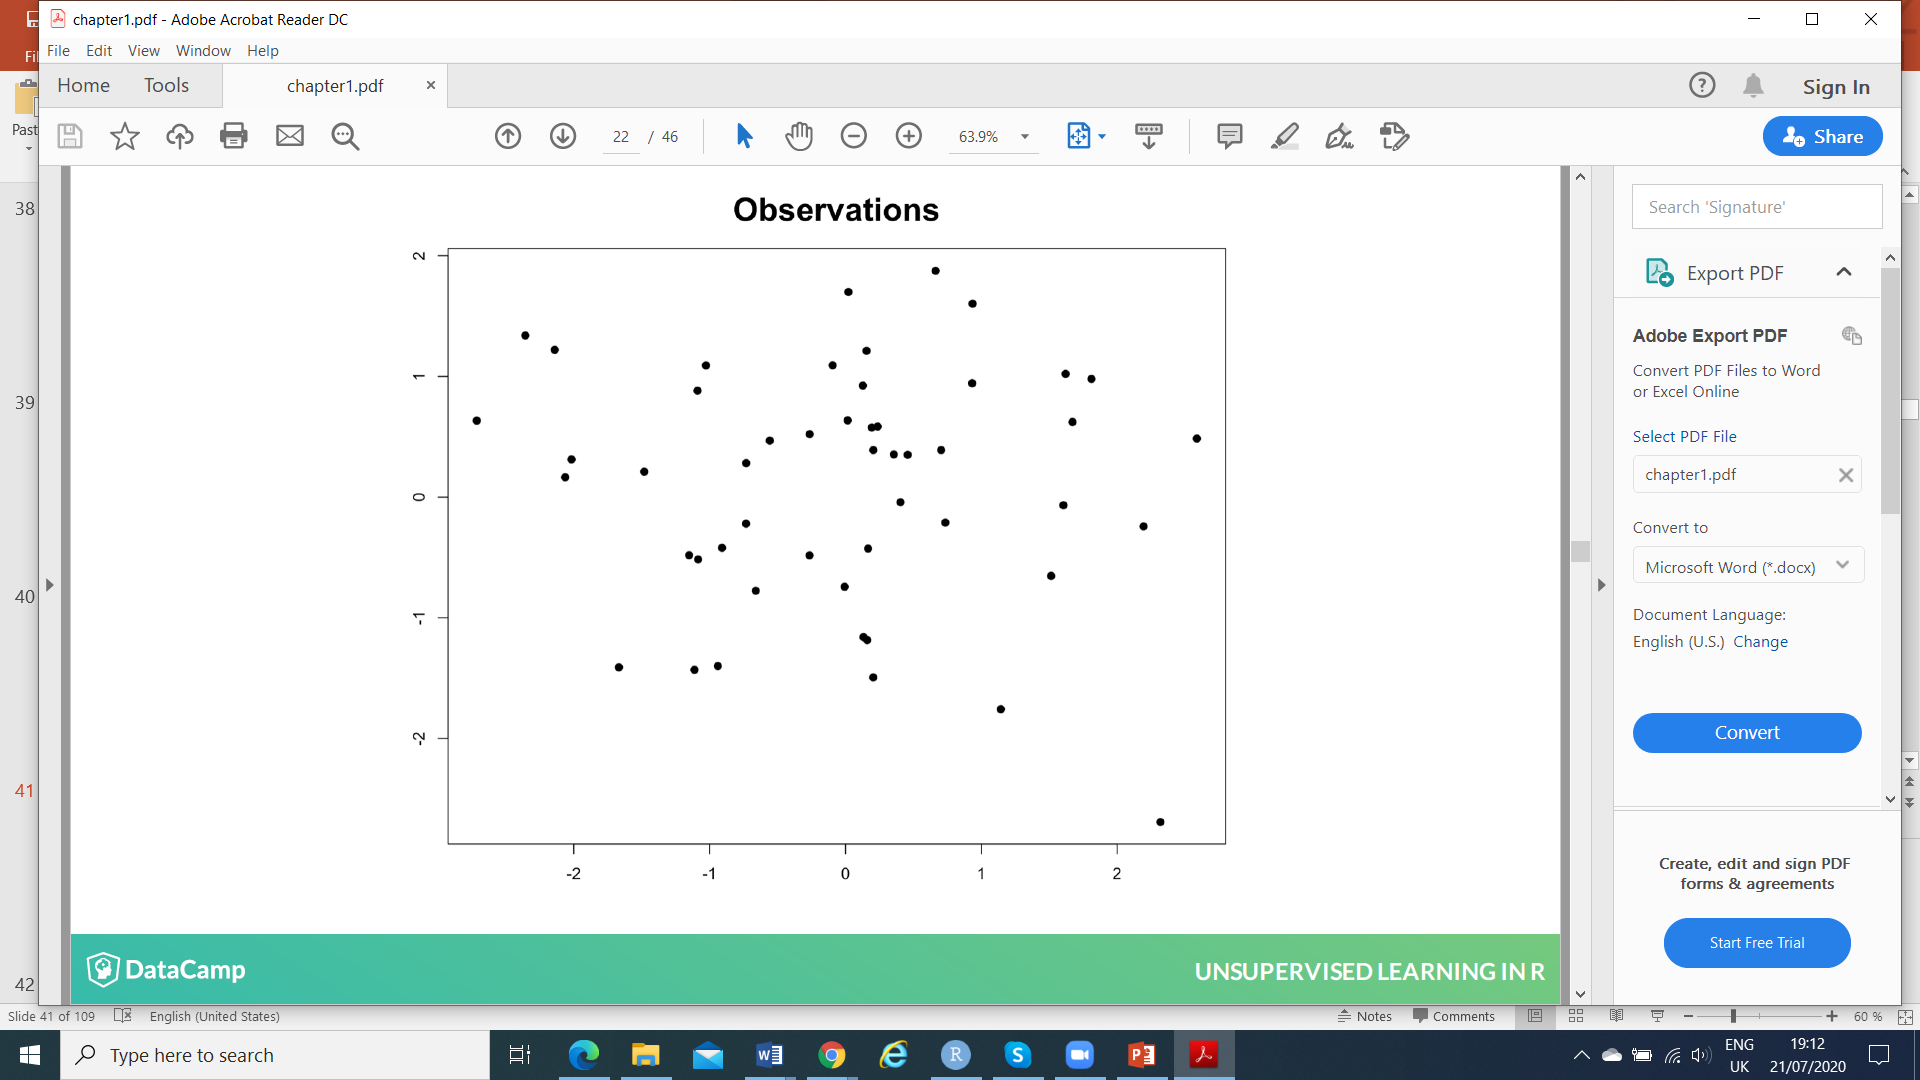 chapter1.pdf - Adobe Acrobat Reader DC
File Edit View Window Help
Home Tools chapter1.pdf Sign In
Past 22 / 46 63.9% Share
38
39
40
41
42
Observations
2
1
0
-1
-2
-2 -1 0 1 2
DataCamp
UNSUPERVISED LEARNING IN R
Search 'Signature'
Export PDF
Adobe Export PDF
Convert PDF Files to Word
or Excel Online
Select PDF File
chapter1.pdf
Convert to
Microsoft Word (*.docx)
Document Language:
English (U.S.) Change
Convert
Create, edit and sign PDF
forms & agreements
Start Free Trial
Slide 41 of 109 English (United States) Notes Comments 60 %
Type here to search
ENG
UK
19:12
21/07/2020